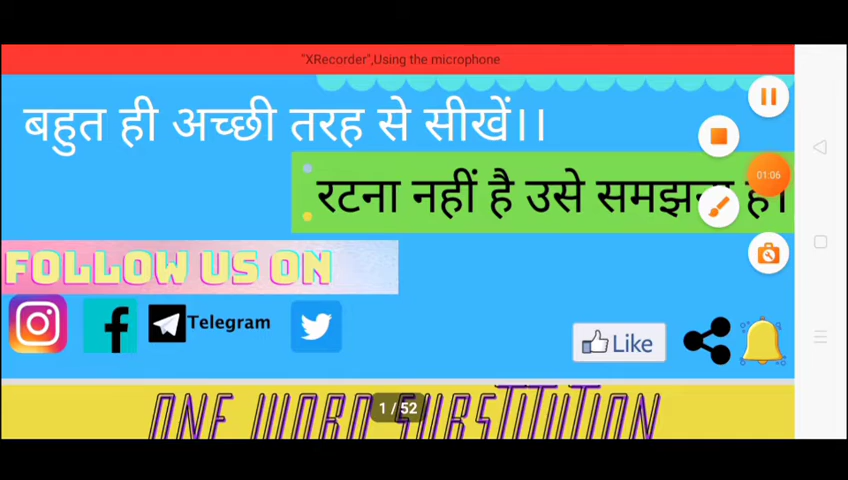 "XRecorder",Using the microphone
बहुत ही अच्छी तरह से सीखें।।
रटना नहीं है उसे समझना है।
01:06
FOLLOW US ON
Telegram
Like
1 / 52
ONE WORD SUBSTITUTION